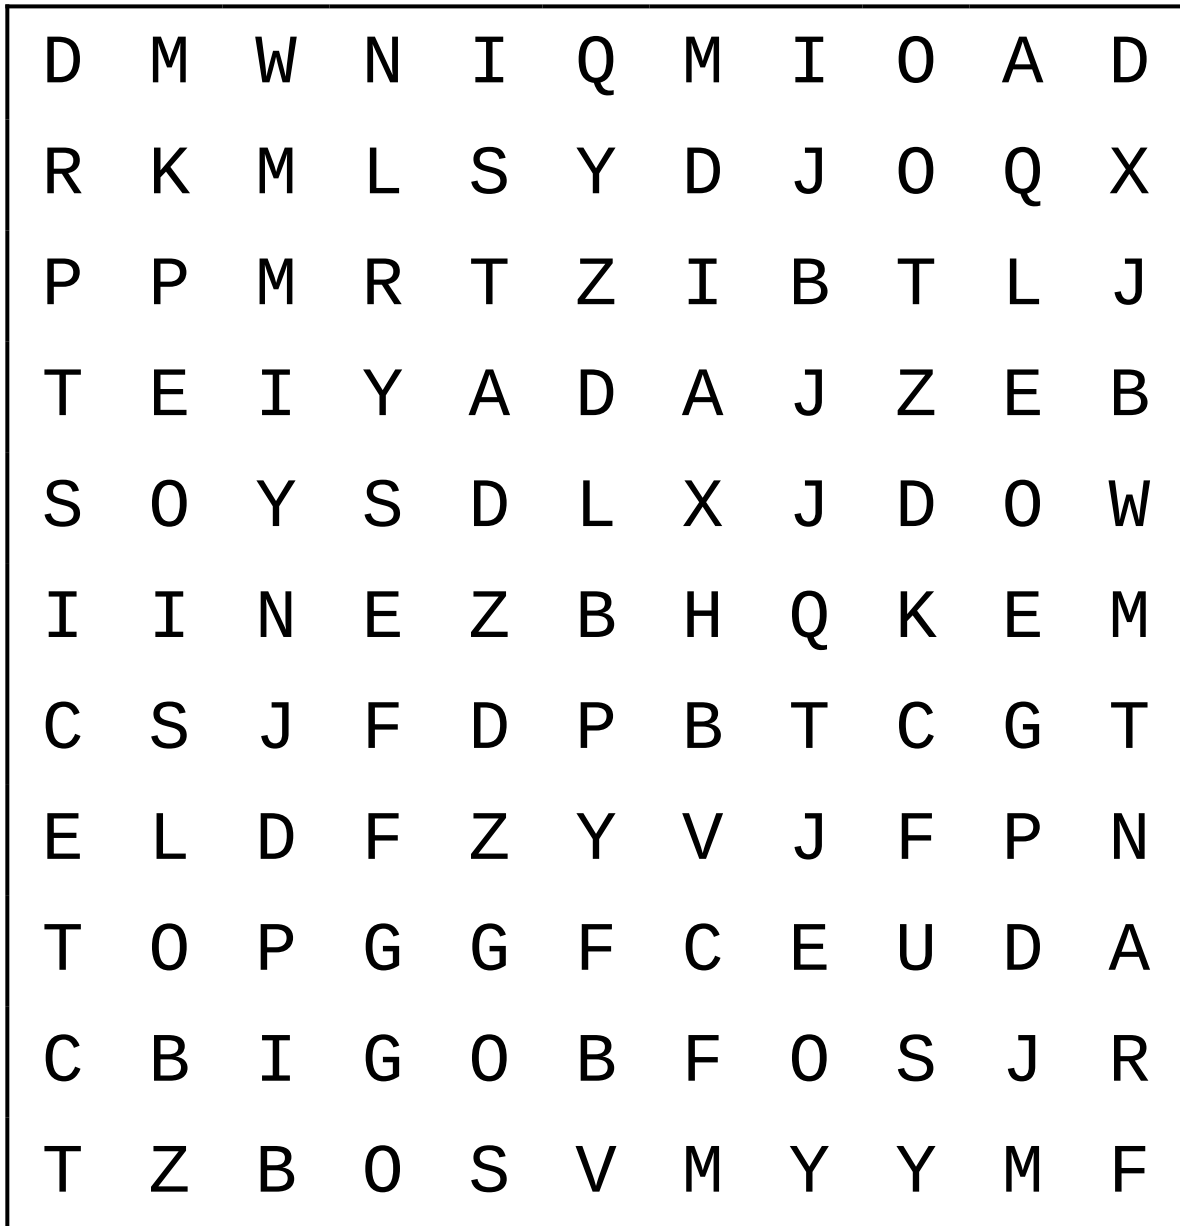 D M W N I Q M I O A D
R K M L S Y D J O Q X
P P M R T Z I B T L J
T E I Y A D A J Z E B
S O Y S D L X J D O W
I I N E Z B H Q K E M
C S J F D P B T C G T
E L D F Z Y V J F P N
T O P G G F C E U D A
C B I G O B F O S J R
T Z B O S V M Y Y M F